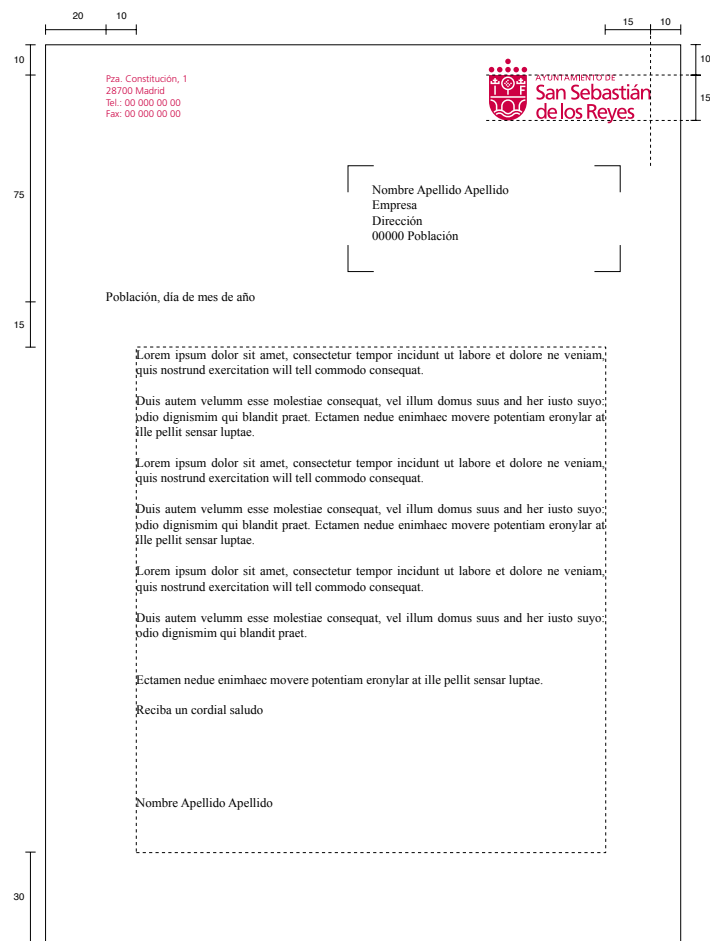 20 10 15 10
10
10
15
75
15
30
Pza. Constitución, 1
28700 Madrid
Tel.: 00 000 00 00
Fax: 00 000 00 00
AYUNTAMIENTO DE
San Sebastián
de los Reyes
Nombre Apellido Apellido
Empresa
Dirección
00000 Población
Población, día de mes de año
Lorem ipsum dolor sit amet, consectetur tempor incidunt ut labore et dolore ne veniam,
quis nostrund exercitation will tell commodo consequat.
Duis autem velumm esse molestiae consequat, vel illum domus suus and her iusto suyo:
odio dignismim qui blandit praet. Ectamen nedue enimhaec movere potentiam eronylar at
ille pellit sensar luptae.
Lorem ipsum dolor sit amet, consectetur tempor incidunt ut labore et dolore ne veniam,
quis nostrund exercitation will tell commodo consequat.
Duis autem velumm esse molestiae consequat, vel illum domus suus and her iusto suyo:
odio dignismim qui blandit praet. Ectamen nedue enimhaec movere potentiam eronylar at
ille pellit sensar luptae.
Lorem ipsum dolor sit amet, consectetur tempor incidunt ut labore et dolore ne veniam,
quis nostrund exercitation will tell commodo consequat.
Duis autem velumm esse molestiae consequat, vel illum domus suus and her iusto suyo:
odio dignismim qui blandit praet.
Ectamen nedue enimhaec movere potentiam eronylar at ille pellit sensar luptae.
Reciba un cordial saludo
Nombre Apellido Apellido